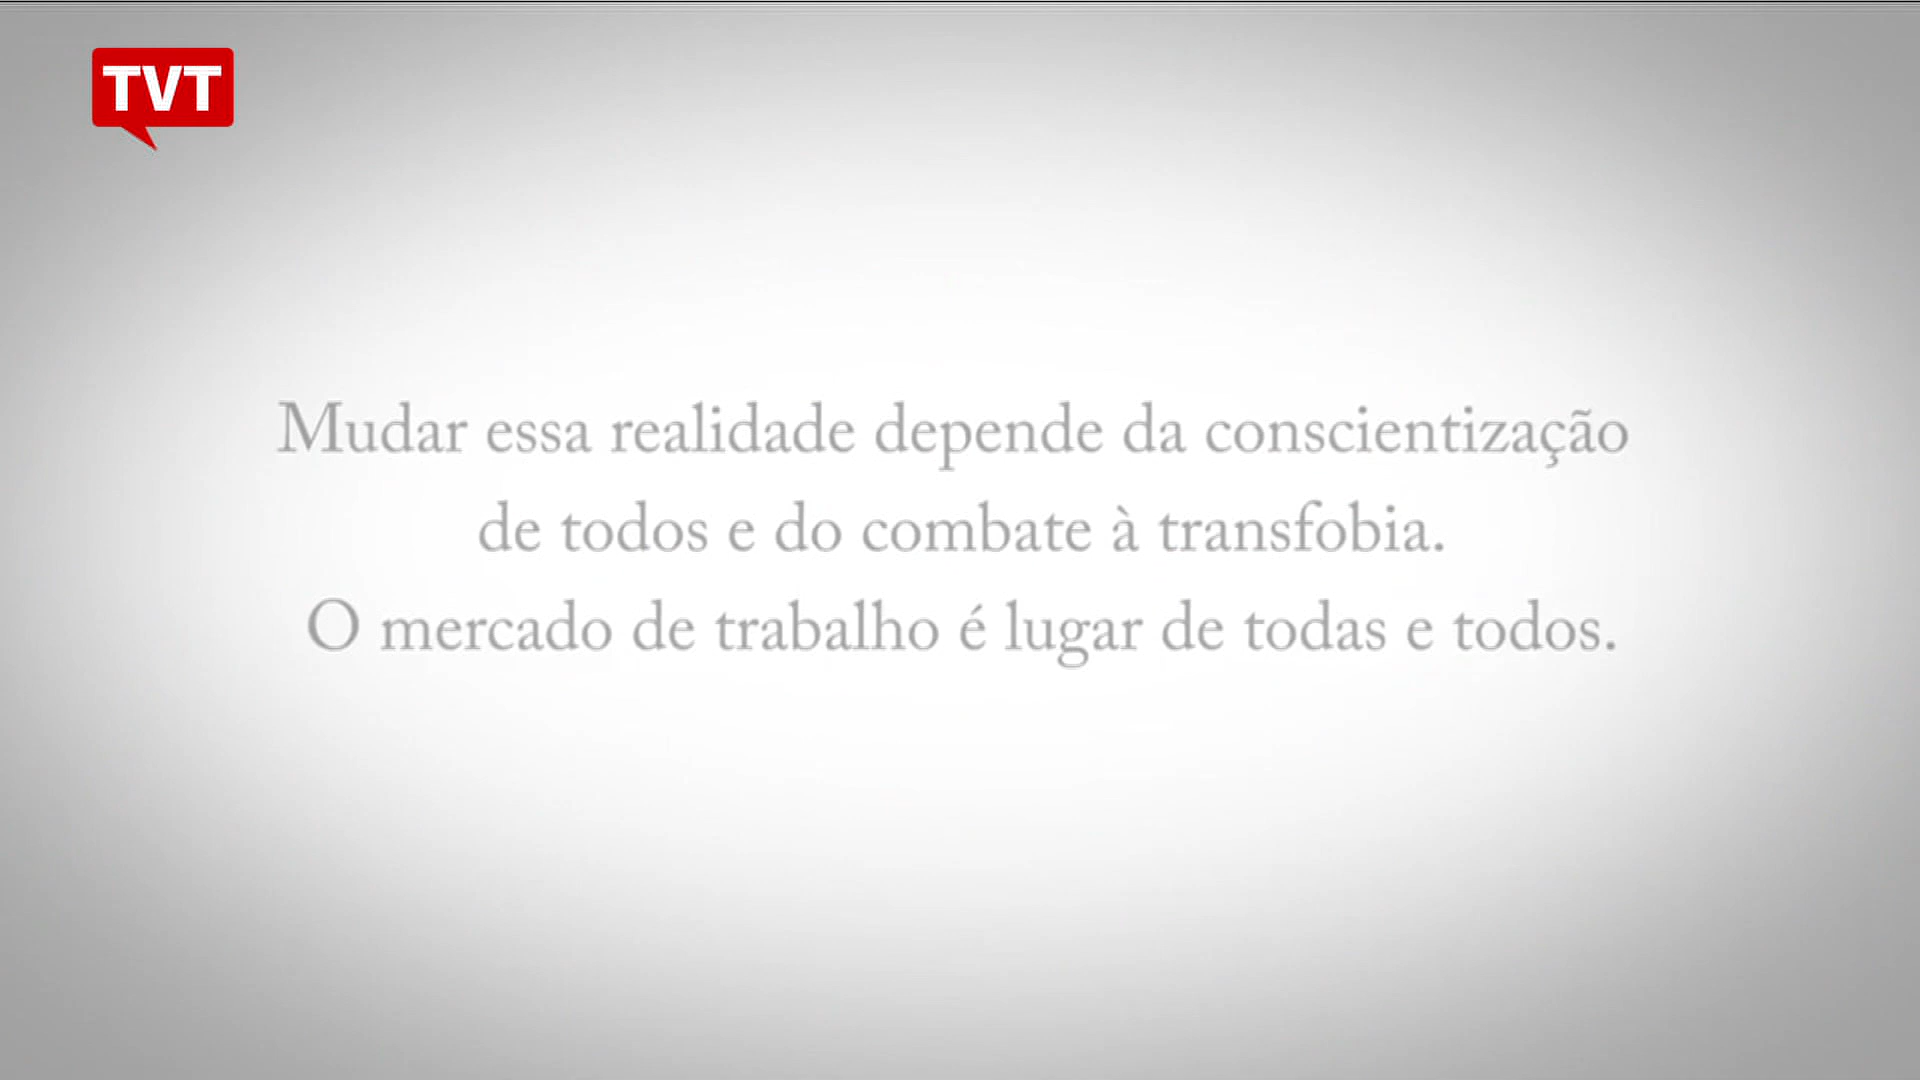 TVT
Mudar essa realidade depende da conscientização
de todos e do combate à transfobia.
O mercado de trabalho é lugar de todas e todos.